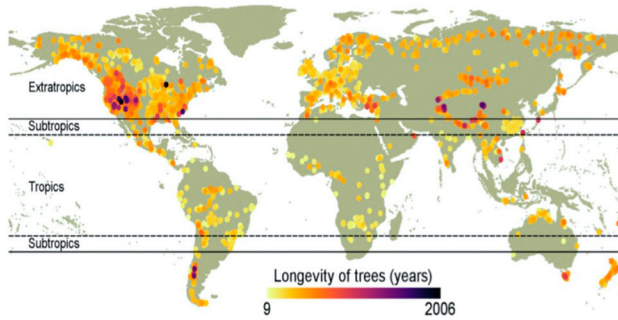 Extratropics
Subtropics
Tropics
Subtropics
Longevity of trees (years)
9 2006